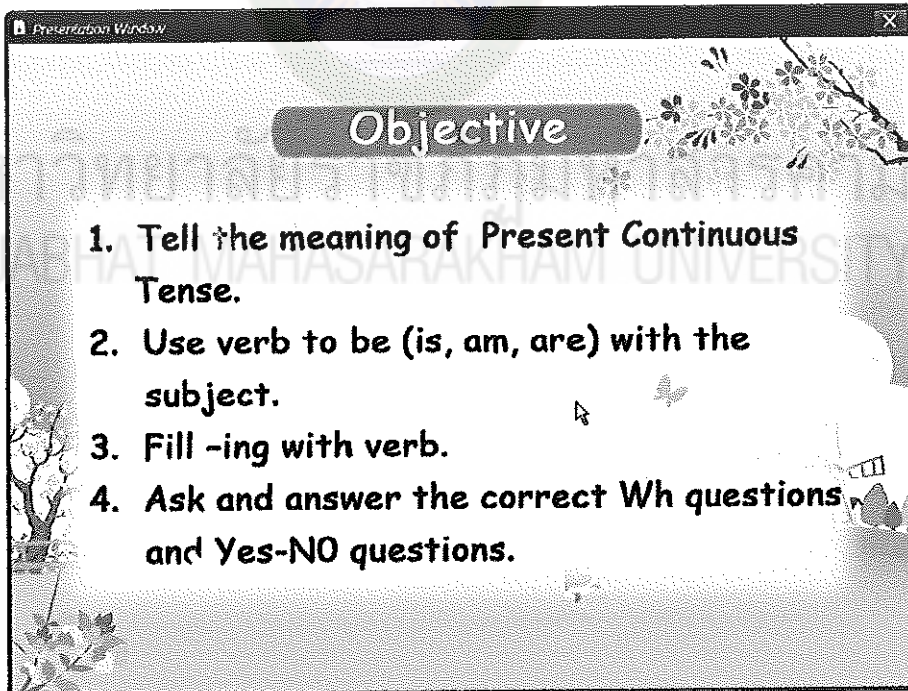 Presentation Window
Objective
1. Tell the meaning of Present Continuous
Tense.
2. Use verb to be (is, am, are) with the
subject.
3. Fill -ing with verb.
4. Ask and answer the correct Wh questions
and Yes-NO questions.
HAT MAHASARAKHAM UNIVERS